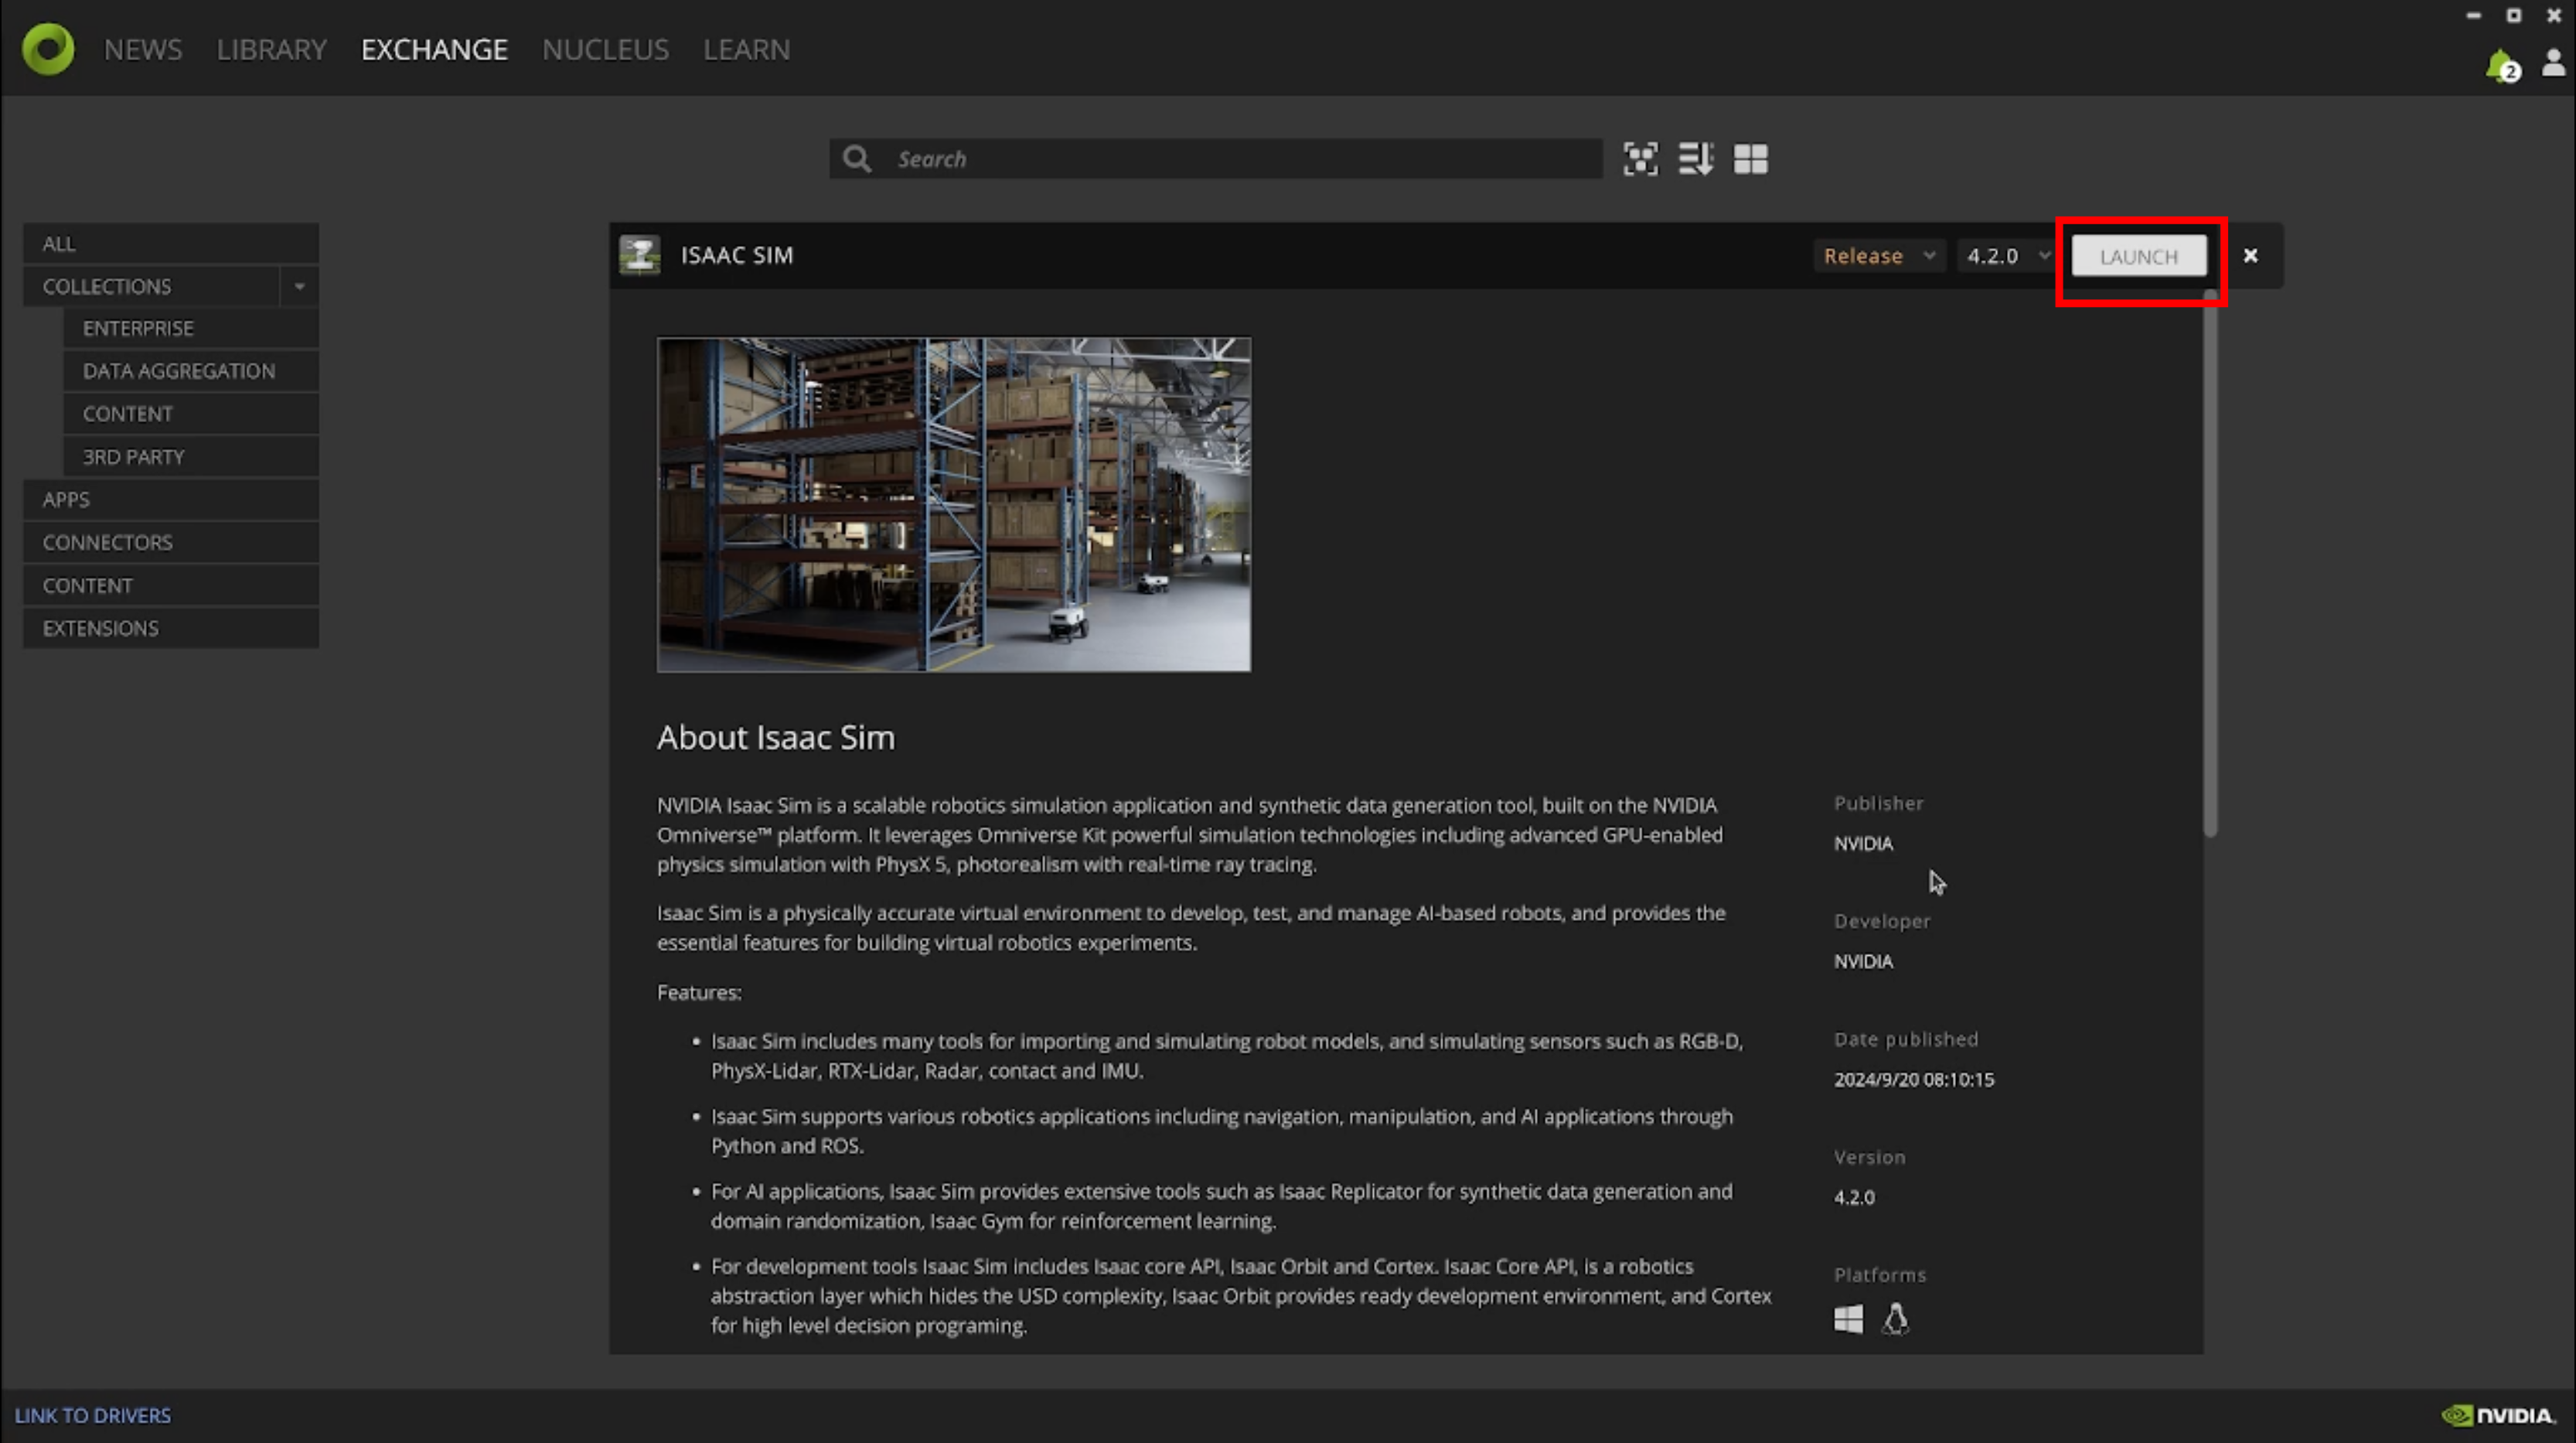 NEWS LIBRARY EXCHANGE NUCLEUS LEARN
2
Search
ALL
COLLECTIONS
ENTERPRISE
DATA AGGREGATION
CONTENT
3RD PARTY
APPS
CONNECTORS
CONTENT
EXTENSIONS
ISAAC SIM Release 4.2.0 LAUNCH
About Isaac Sim
NVIDIA Isaac Sim is a scalable robotics simulation application and synthetic data generation tool, built on the NVIDIA
Omniverse™ platform. It leverages Omniverse Kit powerful simulation technologies including advanced GPU-enabled
physics simulation with PhysX 5, photorealism with real-time ray tracing.
Isaac Sim is a physically accurate virtual environment to develop, test, and manage AI-based robots, and provides the
essential features for building virtual robotics experiments.
Features:
• Isaac Sim includes many tools for importing and simulating robot models, and simulating sensors such as RGB-D,
PhysX-Lidar, RTX-Lidar, Radar, contact and IMU.
• Isaac Sim supports various robotics applications including navigation, manipulation, and AI applications through
Python and ROS.
• For AI applications, Isaac Sim provides extensive tools such as Isaac Replicator for synthetic data generation and
domain randomization, Isaac Gym for reinforcement learning.
• For development tools Isaac Sim includes Isaac core API, Isaac Orbit and Cortex. Isaac Core API, is a robotics
abstraction layer which hides the USD complexity, Isaac Orbit provides ready development environment, and Cortex
for high level decision programing.
Publisher
NVIDIA
Developer
NVIDIA
Date published
2024/9/20 08:10:15
Version
4.2.0
Platforms
LINK TO DRIVERS
NVIDIA.